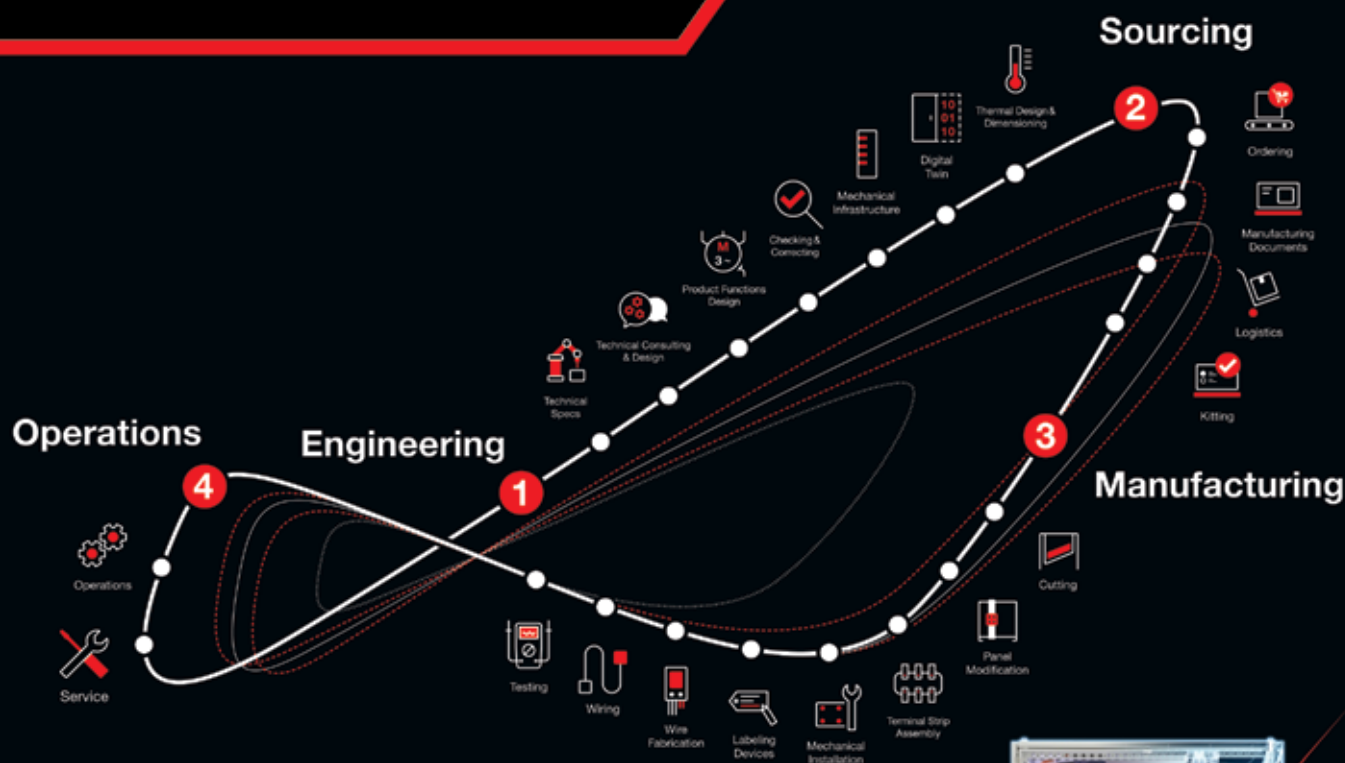 Sourcing
2
Thermal Design &
Dimensioning
10
01
10
Digital
Twin
Mechanical
Infrastructure
Checking &
Correcting
M
3~
Product Functions
Design
Technical Consulting
& Design
Technical
Specs
Engineering
1
Ordering
Manufacturing
Documents
Logistics
Kitting
3
Manufacturing
Cutting
Panel
Modification
Terminal Strip
Assembly
Mechanical
Installation
Labeling
Devices
Wire
Fabrication
Wiring
Testing
Operations
4
Operations
Service